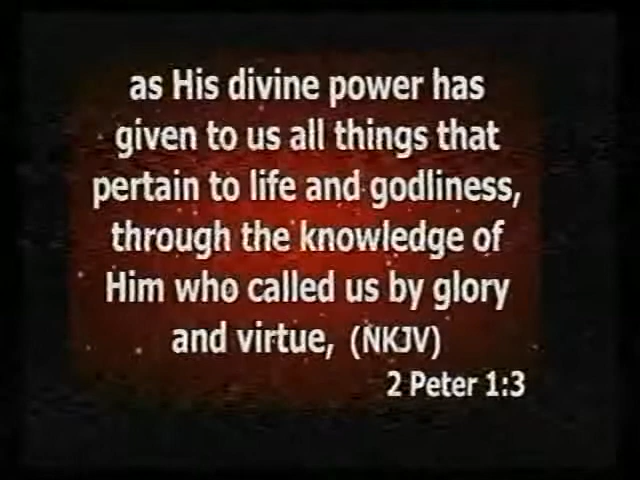 as His divine power has
given to us all things that
pertain to life and godliness,
through the knowledge of
Him who called us by glory
and virtue, (NKJV)
2 Peter 1:3